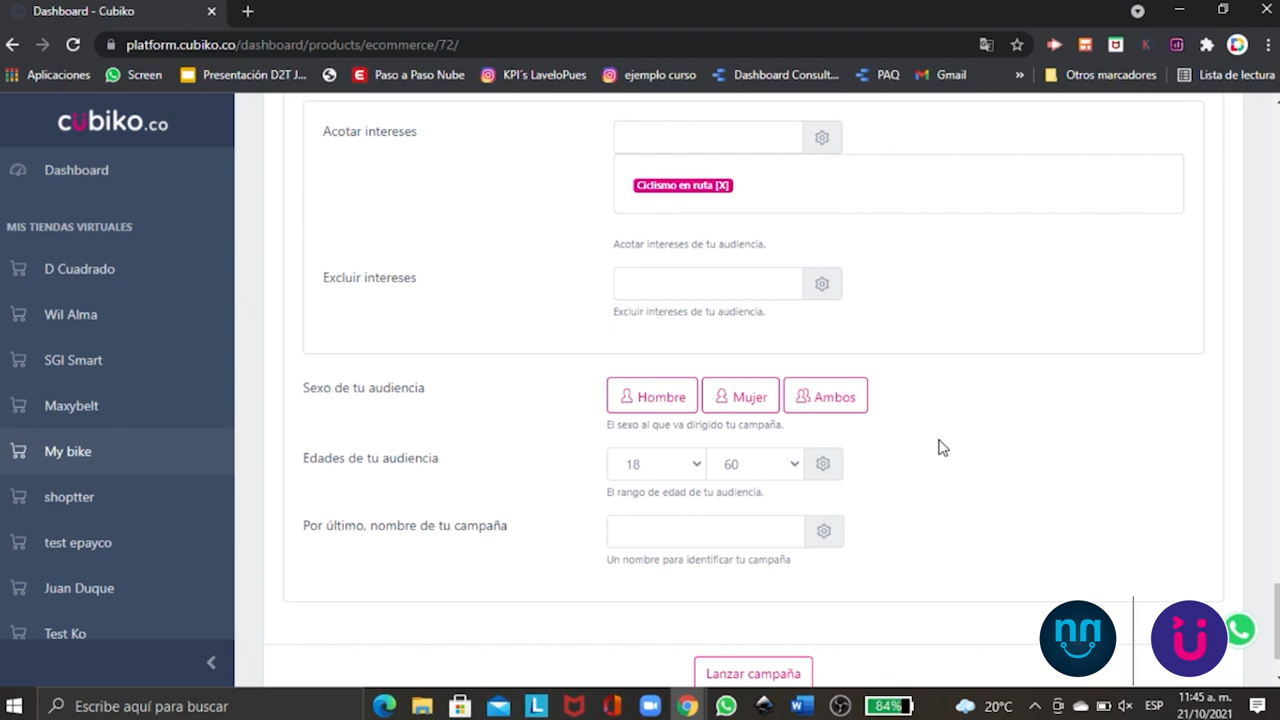 Dashboard - Cubiko
platform.cubiko.co/dashboard/products/ecommerce/72/
Aplicaciones
Screen
Presentación D2T J...
Paso a Paso Nube
KPI's LaveloPues
ejemplo curso
Dashboard Consult...
PAQ
Gmail
»
Otros marcadores
Lista de lectura
cubiko.co
Dashboard
MIS TIENDAS VIRTUALES
D Cuadrado
Wil Alma
SGI Smart
Maxybelt
My bike
shoptter
test epayco
Juan Duque
Test Ko
Acotar intereses
Ciclismo en ruta [X]
Acotar intereses de tu audiencia.
Excluir intereses
Excluir intereses de tu audiencia.
Sexo de tu audiencia
Hombre
Mujer
Ambos
El sexo al que va dirigido tu campaña.
Edades de tu audiencia
18
60
El rango de edad de tu audiencia.
Por último, nombre de tu campaña
Un nombre para identificar tu campaña
Lanzar campaña
nn
Escribe aquí para buscar
84%
20°C
ESP
11:45 a. m.
21/10/2021